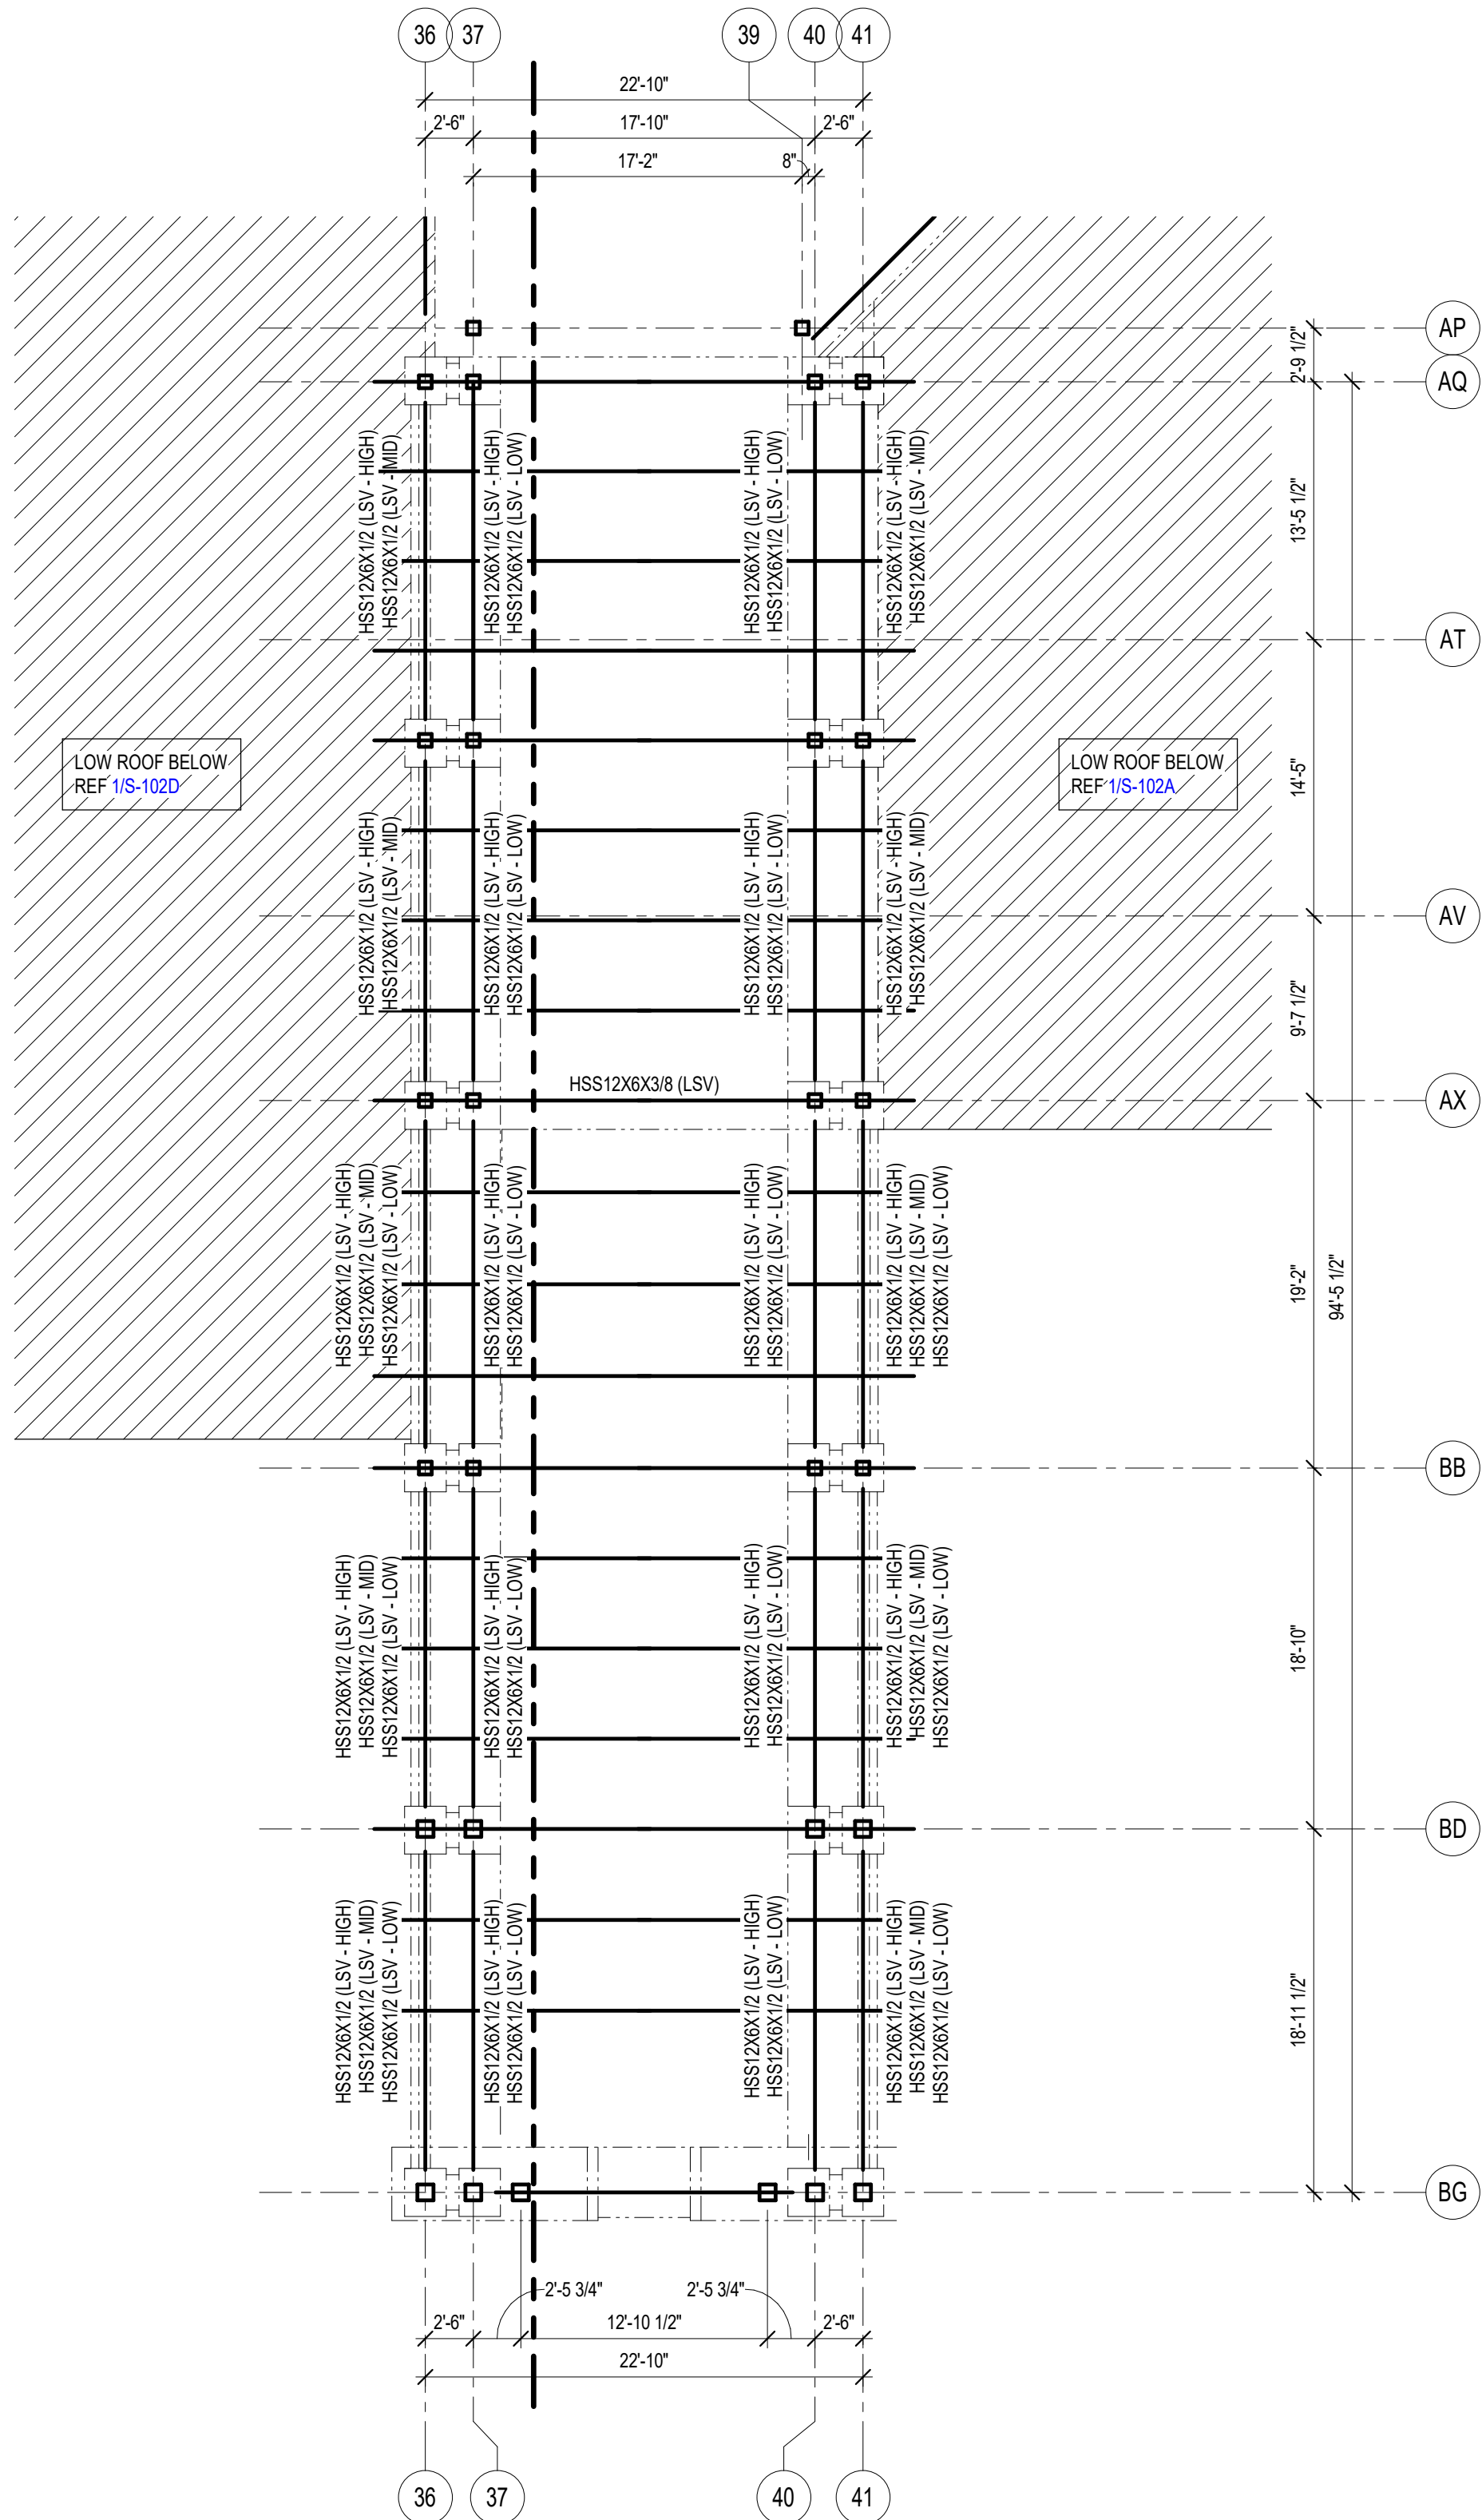 36 37 39 40 41
22'-10"
2'-6" 17'-10" 2'-6"
17'-2" 8"
AP
2'-9 1/2"
AQ
HSS12X6X1/2 (LSV - HIGH)
HSS12X6X1/2 (LSV - MID)
HSS12X6X1/2 (LSV - HIGH)
HSS12X6X1/2 (LSV - LOW)
HSS12X6X1/2 (LSV - HIGH)
HSS12X6X1/2 (LSV - LOW)
HSS12X6X1/2 (LSV - HIGH)
HSS12X6X1/2 (LSV - MID)
13'-5 1/2"
AT
LOW ROOF BELOW
REF 1/S-102D
LOW ROOF BELOW
REF 1/S-102A
14'-5"
HSS12X6X1/2 (LSV - HIGH)
HSS12X6X1/2 (LSV - MID)
HSS12X6X1/2 (LSV - HIGH)
HSS12X6X1/2 (LSV - LOW)
HSS12X6X1/2 (LSV - HIGH)
HSS12X6X1/2 (LSV - LOW)
HSS12X6X1/2 (LSV - HIGH)
HSS12X6X1/2 (LSV - MID)
AV
9'-7 1/2"
HSS12X6X3/8 (LSV)
AX
HSS12X6X1/2 (LSV - HIGH)
HSS12X6X1/2 (LSV - MID)
HSS12X6X1/2 (LSV - LOW)
HSS12X6X1/2 (LSV - HIGH)
HSS12X6X1/2 (LSV - LOW)
HSS12X6X1/2 (LSV - HIGH)
HSS12X6X1/2 (LSV - LOW)
HSS12X6X1/2 (LSV - HIGH)
HSS12X6X1/2 (LSV - MID)
HSS12X6X1/2 (LSV - LOW)
19'-2"
94'-5 1/2"
BB
HSS12X6X1/2 (LSV - HIGH)
HSS12X6X1/2 (LSV - MID)
HSS12X6X1/2 (LSV - LOW)
HSS12X6X1/2 (LSV - HIGH)
HSS12X6X1/2 (LSV - LOW)
HSS12X6X1/2 (LSV - HIGH)
HSS12X6X1/2 (LSV - LOW)
HSS12X6X1/2 (LSV - HIGH)
HSS12X6X1/2 (LSV - MID)
HSS12X6X1/2 (LSV - LOW)
18'-10"
BD
HSS12X6X1/2 (LSV - HIGH)
HSS12X6X1/2 (LSV - MID)
HSS12X6X1/2 (LSV - LOW)
HSS12X6X1/2 (LSV - HIGH)
HSS12X6X1/2 (LSV - LOW)
HSS12X6X1/2 (LSV - HIGH)
HSS12X6X1/2 (LSV - LOW)
HSS12X6X1/2 (LSV - HIGH)
HSS12X6X1/2 (LSV - MID)
HSS12X6X1/2 (LSV - LOW)
18'-11 1/2"
BG
2'-5 3/4" 2'-5 3/4"
2'-6" 12'-10 1/2" 2'-6"
22'-10"
36 37 40 41